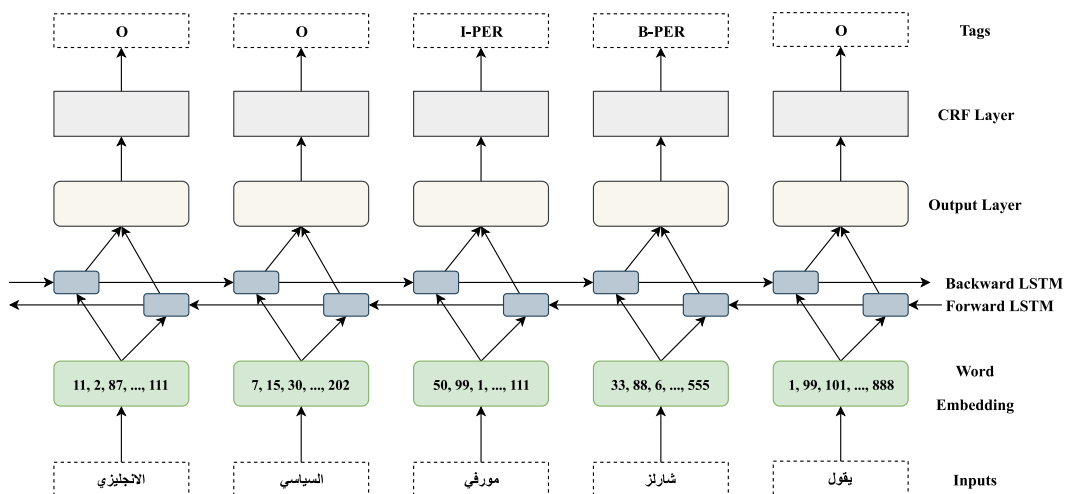 O O I-PER B-PER O Tags
CRF Layer
Output Layer
Backward LSTM
Forward LSTM
11, 2, 87, ..., 111 7, 15, 30, ..., 202 50, 99, 1, ..., 111 33, 88, 6, ..., 555 1, 99, 101, ..., 888 Word
Embedding
الانجليزي السياسي مورفي شارلز يقول Inputs